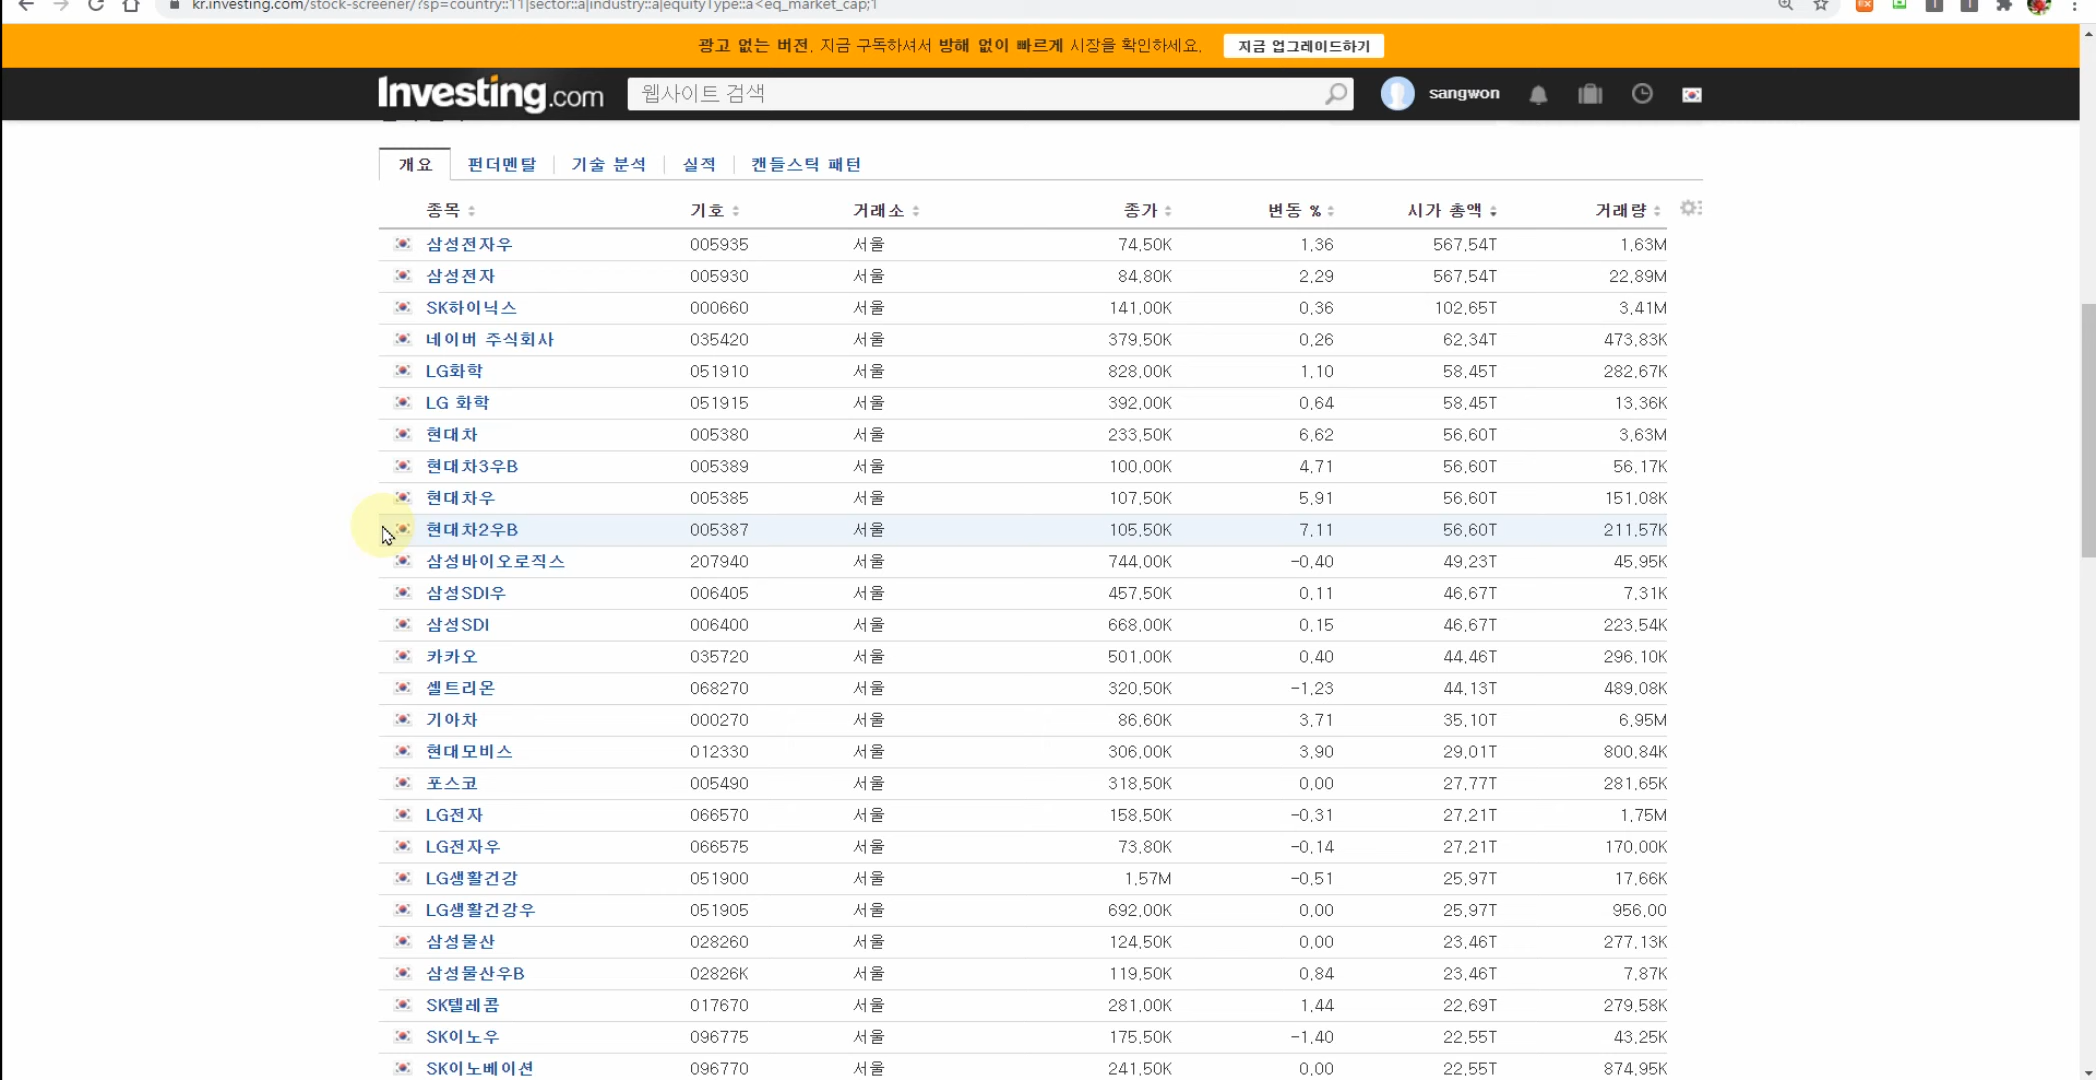 kr.investing.com/stock-screener/?sp=country::11|sector::a|industry::a|equityType::a<eq_market_cap;1
광고 없는 버전. 지금 구독하셔서 방해 없이 빠르게 시장을 확인하세요. 지금 업그레이드하기
Investing.com 웹사이트 검색 sangwon
개요 펀더멘탈 기술 분석 실적 캔들스틱 패턴
종목 기호 거래소 종가 변동 % 시가 총액 거래량
삼성전자우 005935 서울 74,50K 1,36 567,54T 1,63M
삼성전자 005930 서울 84,80K 2,29 567,54T 22,89M
SK하이닉스 000660 서울 141,00K 0,36 102,65T 3,41M
네이버 주식회사 035420 서울 379,50K 0,26 62,34T 473,83K
LG화학 051910 서울 828,00K 1,10 58,45T 282,67K
LG 화학 051915 서울 392,00K 0,64 58,45T 13,36K
현대차 005380 서울 233,50K 6,62 56,60T 3,63M
현대차3우B 005389 서울 100,00K 4,71 56,60T 56,17K
현대차우 005385 서울 107,50K 5,91 56,60T 151,08K
현대차2우B 005387 서울 105,50K 7,11 56,60T 211,57K
삼성바이오로직스 207940 서울 744,00K -0,40 49,23T 45,95K
삼성SDI우 006405 서울 457,50K 0,11 46,67T 7,31K
삼성SDI 006400 서울 668,00K 0,15 46,67T 223,54K
카카오 035720 서울 501,00K 0,40 44,46T 296,10K
셀트리온 068270 서울 320,50K -1,23 44,13T 489,08K
기아차 000270 서울 86,60K 3,71 35,10T 6,95M
현대모비스 012330 서울 306,00K 3,90 29,01T 800,84K
포스코 005490 서울 318,50K 0,00 27,77T 281,65K
LG전자 066570 서울 158,50K -0,31 27,21T 1,75M
LG전자우 066575 서울 73,80K -0,14 27,21T 170,00K
LG생활건강 051900 서울 1,57M -0,51 25,97T 17,66K
LG생활건강우 051905 서울 692,00K 0,00 25,97T 956,00
삼성물산 028260 서울 124,50K 0,00 23,46T 277,13K
삼성물산우B 02826K 서울 119,50K 0,84 23,46T 7,87K
SK텔레콤 017670 서울 281,00K 1,44 22,69T 279,58K
SK이노우 096775 서울 175,50K -1,40 22,55T 43,25K
SK이노베이션 096770 서울 241,50K 0,00 22,55T 874,95K